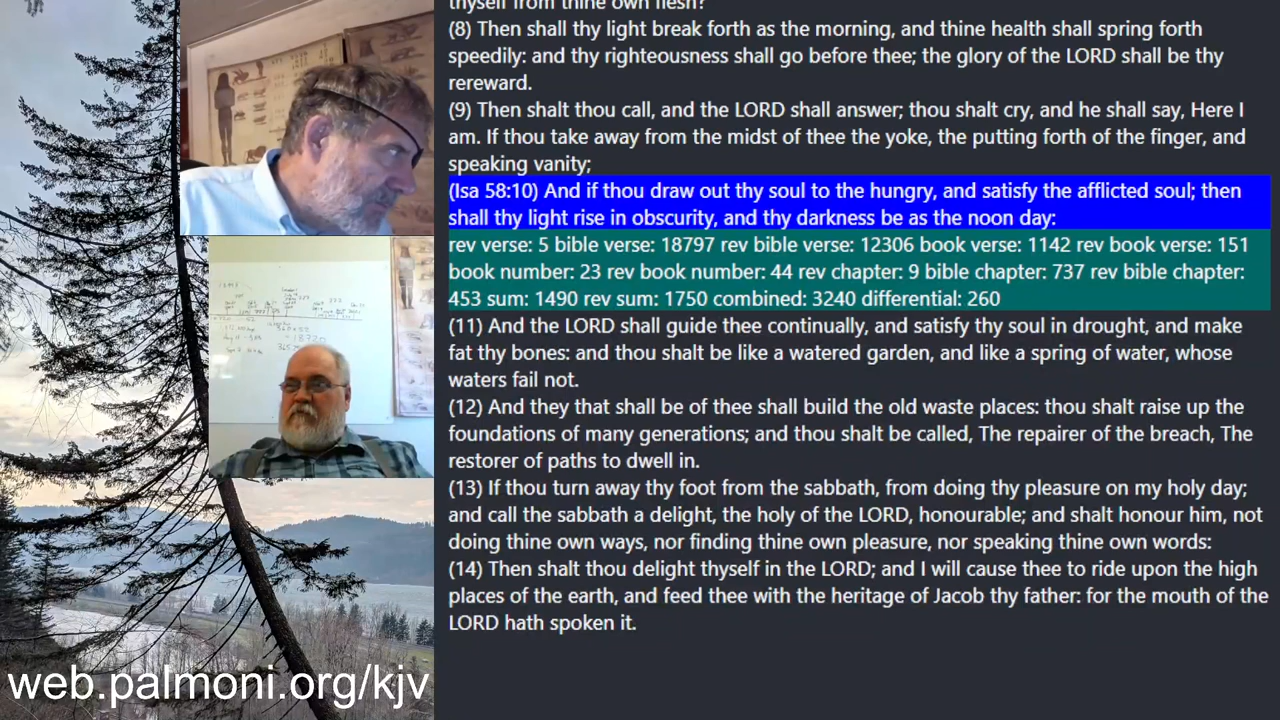 thyself from thine own flesh?
(8) Then shall thy light break forth as the morning, and thine health shall spring forth
speedily: and thy righteousness shall go before thee; the glory of the LORD shall be thy
rereward.
(9) Then shalt thou call, and the LORD shall answer; thou shalt cry, and he shall say, Here I
am. If thou take away from the midst of thee the yoke, the putting forth of the finger, and
speaking vanity;
(Isa 58:10) And if thou draw out thy soul to the hungry, and satisfy the afflicted soul; then
shall thy light rise in obscurity, and thy darkness be as the noon day:
rev verse: 5 bible verse: 18797 rev bible verse: 12306 book verse: 1142 rev book verse: 151
book number: 23 rev book number: 44 rev chapter: 9 bible chapter: 737 rev bible chapter:
453 sum: 1490 rev sum: 1750 combined: 3240 differential: 260
(11) And the LORD shall guide thee continually, and satisfy thy soul in drought, and make
fat thy bones: and thou shalt be like a watered garden, and like a spring of water, whose
waters fail not.
(12) And they that shall be of thee shall build the old waste places: thou shalt raise up the
foundations of many generations; and thou shalt be called, The repairer of the breach, The
restorer of paths to dwell in.
(13) If thou turn away thy foot from the sabbath, from doing thy pleasure on my holy day;
and call the sabbath a delight, the holy of the LORD, honourable; and shalt honour him, not
doing thine own ways, nor finding thine own pleasure, nor speaking thine own words:
(14) Then shalt thou delight thyself in the LORD; and I will cause thee to ride upon the high
places of the earth, and feed thee with the heritage of Jacob thy father: for the mouth of the
LORD hath spoken it.
web.palmoni.org/kjv